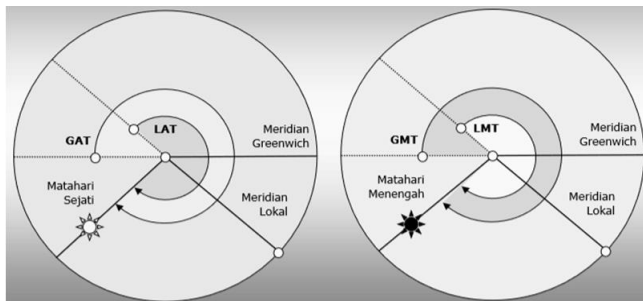 LAT
GAT
Meridian
Greenwich
Matahari
Sejati
Meridian
Lokal
LMT
GMT
Meridian
Greenwich
Matahari
Menengah
Meridian
Lokal